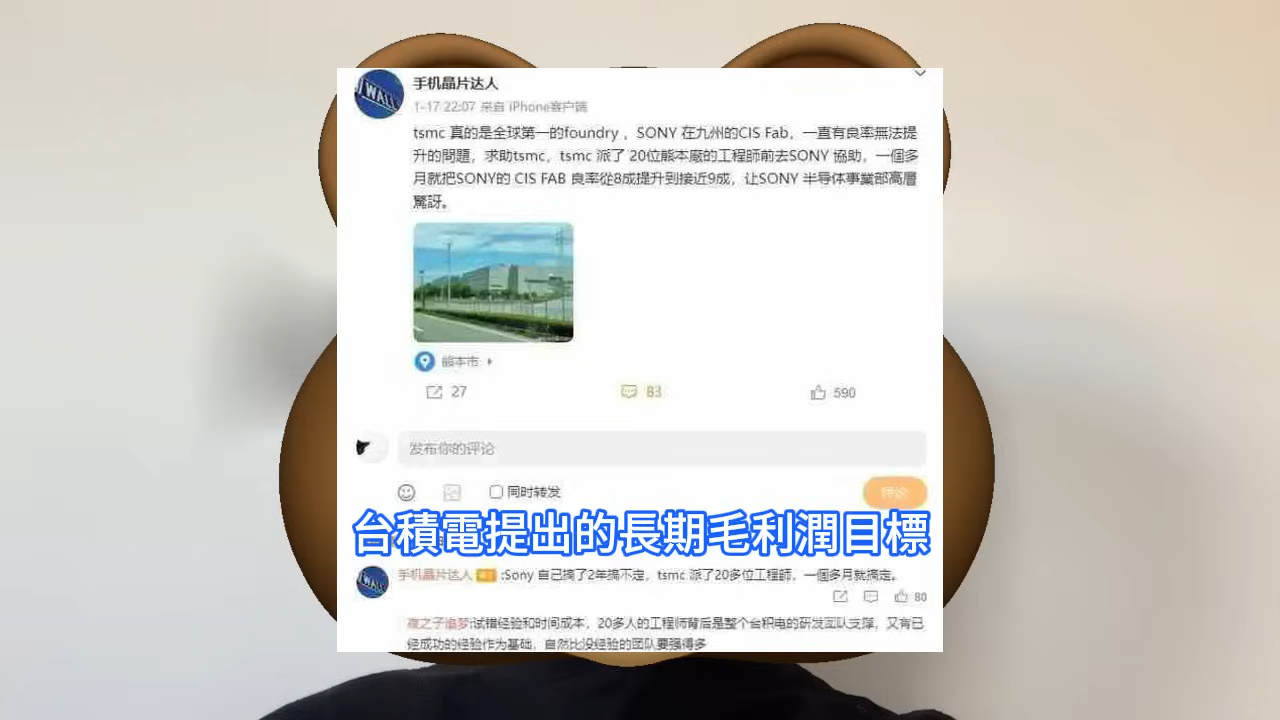 WALL
手机晶片达人
1-17 22:07 来自 iPhone客户端
tsmc 真的是全球第一的foundry ，SONY 在九州的CIS Fab，一直有良率無法提
升的問題，求助tsmc，tsmc 派了 20位熊本廠的工程師前去SONY 協助，一個多
月就把SONY的 CIS FAB 良率從8成提升到接近9成，让SONY 半导体事業部高層
驚訝。
熊本市
27 83 590
发布你的评论
同时转发
评论
台積電提出的長期毛利潤目標
手机晶片达人 :Sony 自己搞了2年搞不定，tsmc 派了20多位工程師，一個多月就搞定。
80
夜之子追梦:试错经验和时间成本，20多人的工程师背后是整个台积电的研发团队支撑，又有已
经成功的经验作为基础，自然比没经验的团队要强得多